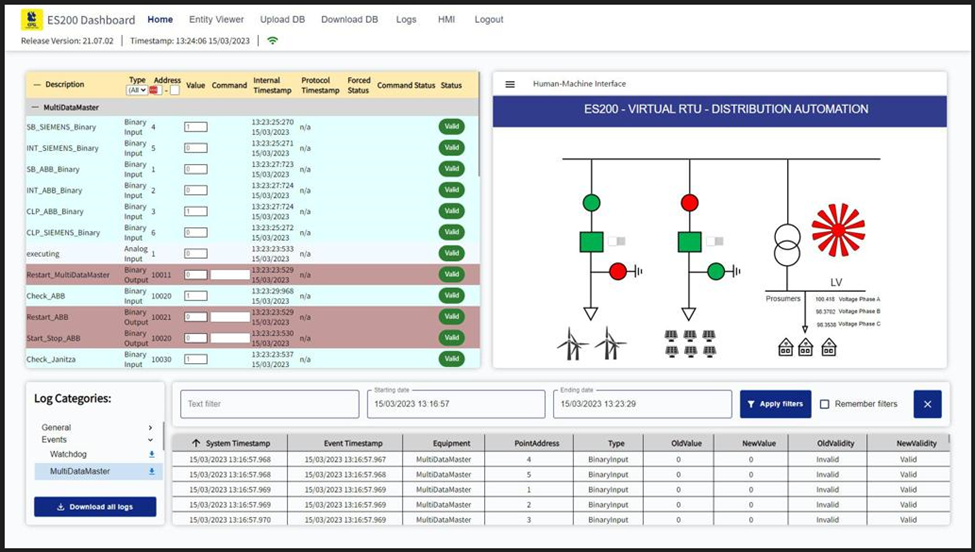 ES200 Dashboard Home Entity Viewer Upload DB Download DB Logs HMI Logout
Release Version: 21.07.02 Timestamp: 13:24:06 15/03/2023
Description Type Address Value Command Internal Timestamp Protocol Timestamp Forced Status Command Status Status
(All
MultiDataMaster
SB_SIEMENS_Binary Binary Input 4 1 13:23:25:270 15/03/2023 n/a Valid
INT_SIEMENS_Binary Binary Input 5 0 13:23:25:271 15/03/2023 n/a Valid
SB_ABB_Binary Binary Input 1 0 13:23:27:723 15/03/2023 n/a Valid
INT_ABB_Binary Binary Input 2 0 13:23:27:724 15/03/2023 n/a Valid
CLP_ABB_Binary Binary Input 3 1 13:23:27:724 15/03/2023 n/a Valid
CLP_SIEMENS_Binary Binary Input 6 0 13:23:25:272 15/03/2023 n/a Valid
executing Analog Input 1 0 13:23:23:533 15/03/2023 n/a Valid
Restart_MultiDataMaster Binary Output 10011 0 13:23:23:529 15/03/2023 n/a Valid
Check_ABB Binary Input 10020 1 13:23:29:968 15/03/2023 n/a Valid
Restart_ABB Binary Output 10021 0 13:23:23:529 15/03/2023 n/a Valid
Start_Stop_ABB Binary Output 10020 0 13:23:23:530 15/03/2023 n/a Valid
Check_Janitza Binary Input 10030 1 13:23:23:537 15/03/2023 n/a Valid
Human-Machine Interface
ES200 - VIRTUAL RTU - DISTRIBUTION AUTOMATION
LV
Prosumers
100.418 Voltage Phase A
98.3782 Voltage Phase B
98.3538 Voltage Phase C
Log Categories:
General
Events
Watchdog
MultiDataMaster
Download all logs
Text filter
Starting date
15/03/2023 13:16:57
Ending date
15/03/2023 13:23:29
Apply filters
Remember filters
System Timestamp Event Timestamp Equipment PointAddress Type OldValue NewValue OldValidity NewValidity
15/03/2023 13:16:57.968 15/03/2023 13:16:57.967 MultiDataMaster 4 BinaryInput 0 0 Invalid Valid
15/03/2023 13:16:57.968 15/03/2023 13:16:57.968 MultiDataMaster 5 BinaryInput 0 0 Invalid Valid
15/03/2023 13:16:57.969 15/03/2023 13:16:57.969 MultiDataMaster 1 BinaryInput 0 0 Invalid Valid
15/03/2023 13:16:57.969 15/03/2023 13:16:57.969 MultiDataMaster 2 BinaryInput 0 0 Invalid Valid
15/03/2023 13:16:57.970 15/03/2023 13:16:57.969 MultiDataMaster 3 BinaryInput 0 0 Invalid Valid